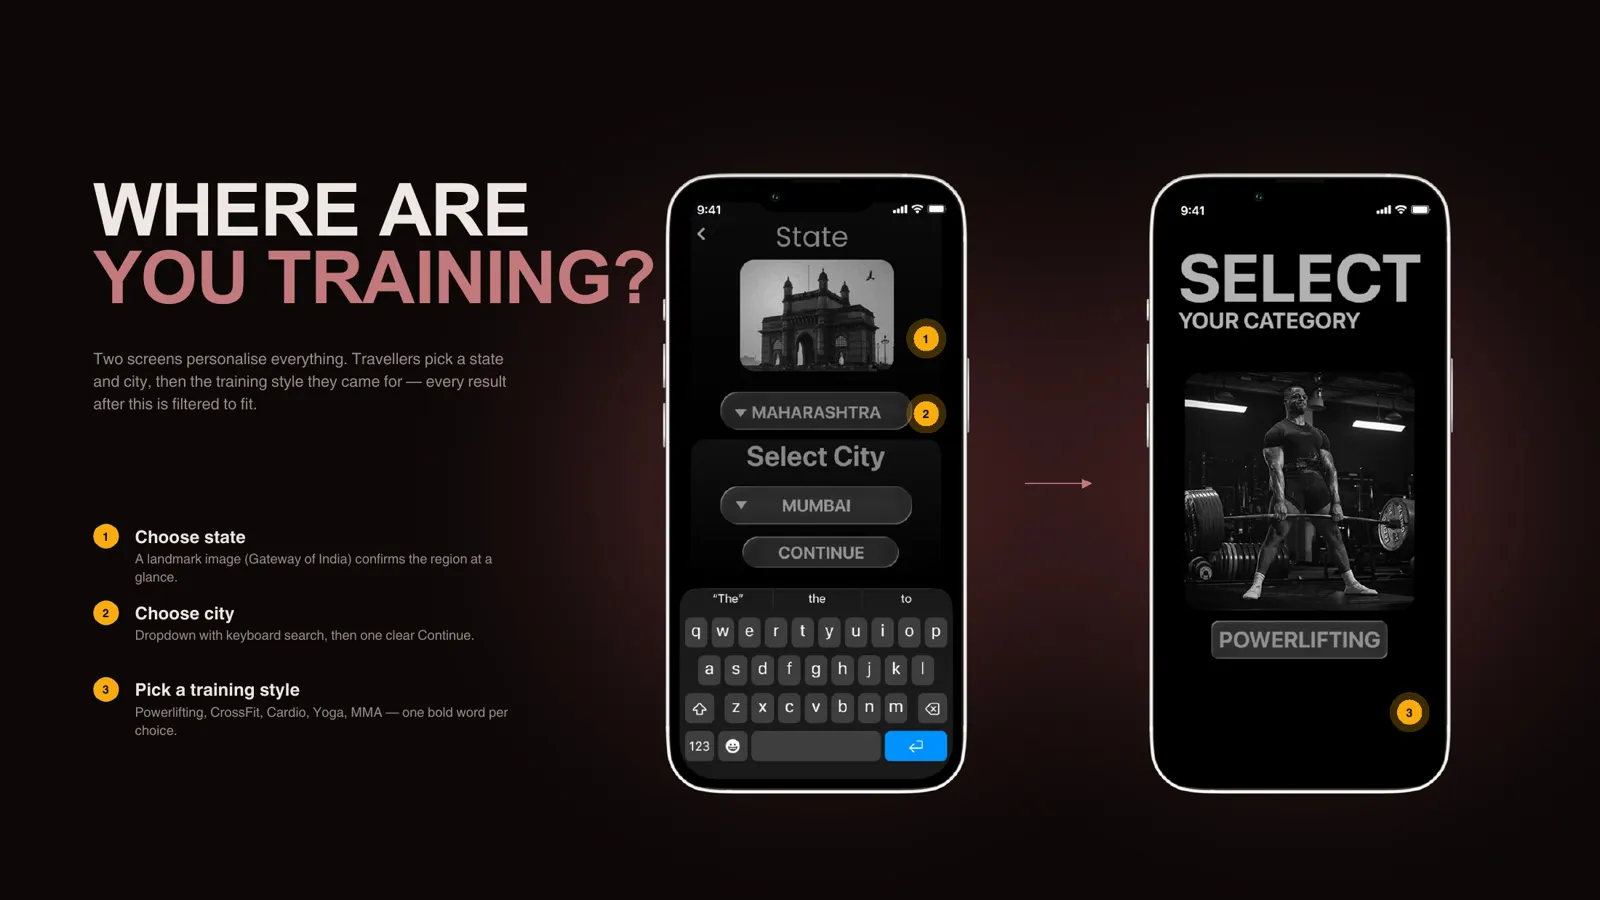 WHERE ARE
YOU TRAINING?
Two screens personalise everything. Travellers pick a state
and city, then the training style they came for — every result
after this is filtered to fit.
1
Choose state
A landmark image (Gateway of India) confirms the region at a
glance.
2
Choose city
Dropdown with keyboard search, then one clear Continue.
3
Pick a training style
Powerlifting, CrossFit, Cardio, Yoga, MMA — one bold word per
choice.
9:41
State
1
MAHARASHTRA
2
Select City
MUMBAI
CONTINUE
“The” the to
q w e r t y u i o p
a s d f g h j k l
z x c v b n m
123
9:41
SELECT
YOUR CATEGORY
POWERLIFTING
3